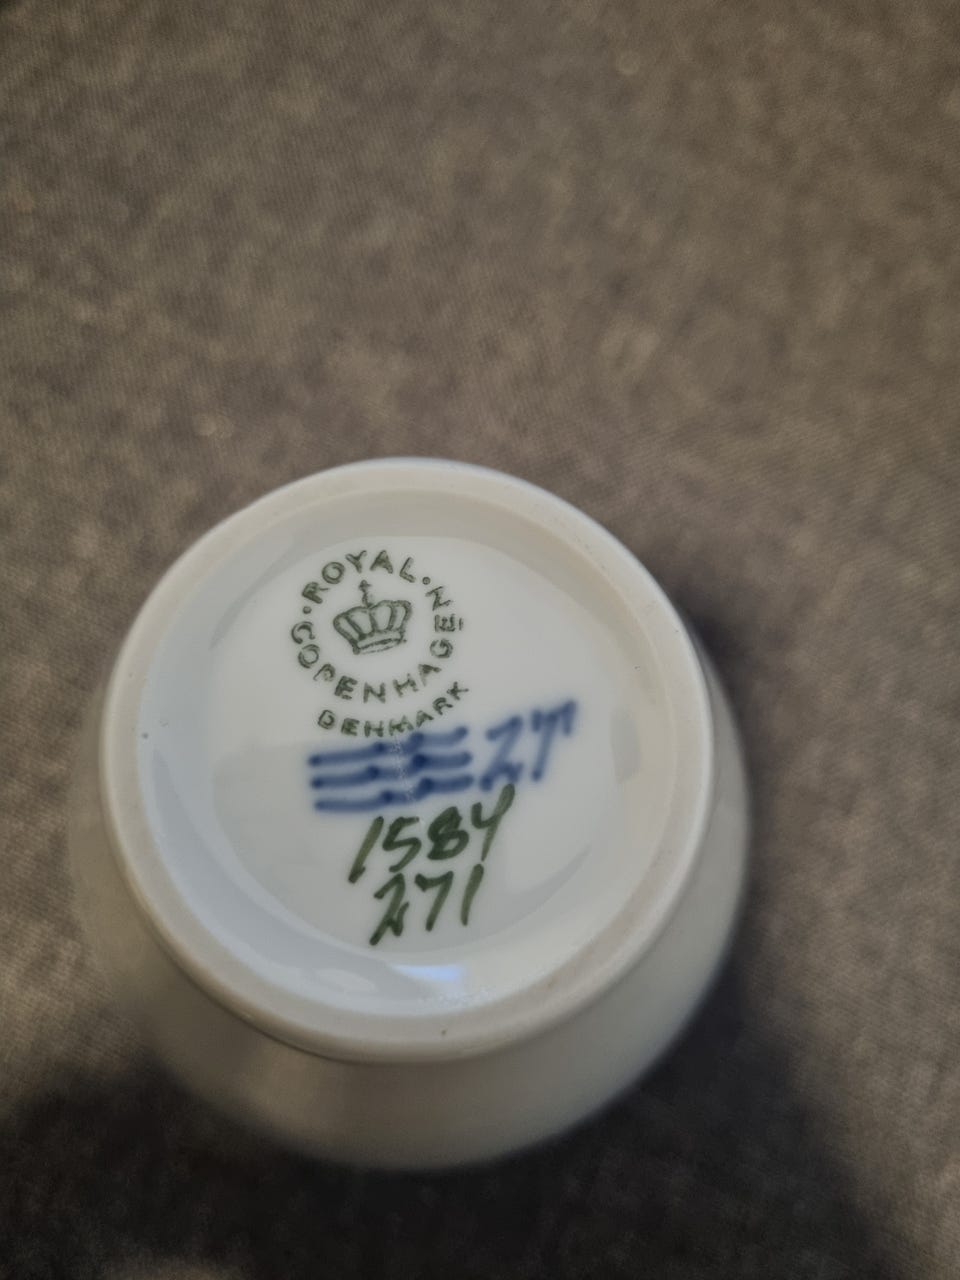 ROYAL
COPENHAGEN
DENMARK
1584
271